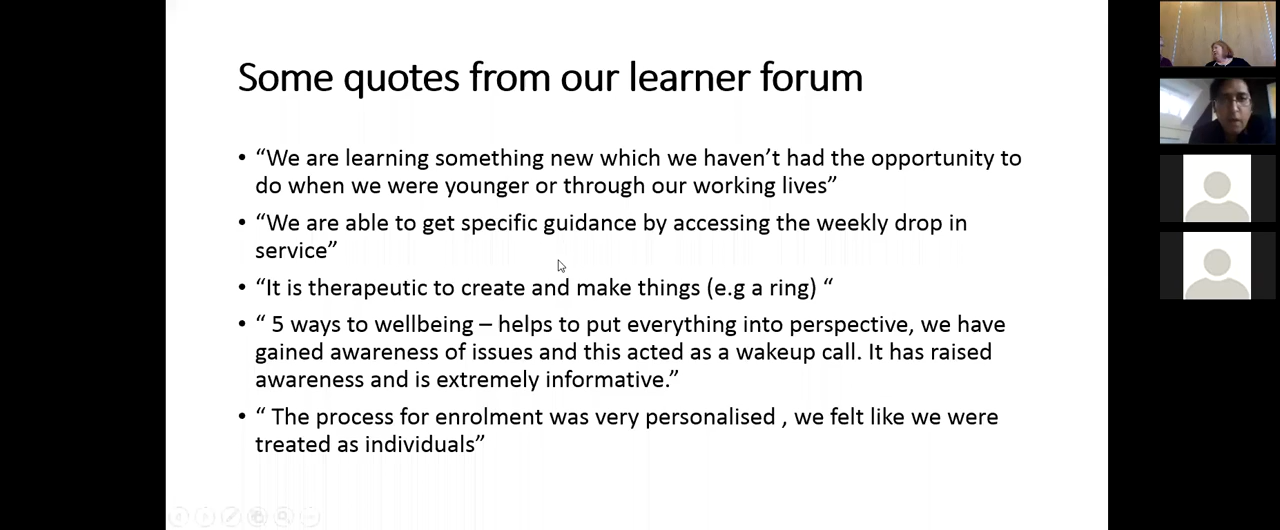 Some quotes from our learner forum
• “We are learning something new which we haven’t had the opportunity to
do when we were younger or through our working lives”
• “We are able to get specific guidance by accessing the weekly drop in
service”
• “It is therapeutic to create and make things (e.g a ring) “
• “ 5 ways to wellbeing – helps to put everything into perspective, we have
gained awareness of issues and this acted as a wakeup call. It has raised
awareness and is extremely informative.”
• “ The process for enrolment was very personalised , we felt like we were
treated as individuals”